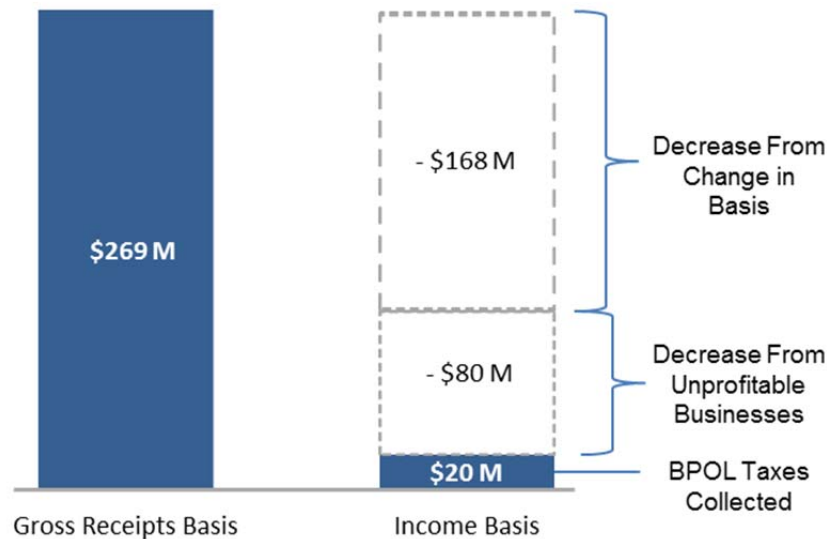 $269 M
- $168 M
- $80 M
$20 M
Decrease From
Change in
Basis
Decrease From
Unprofitable
Businesses
BPOL Taxes
Collected
Gross Receipts Basis
Income Basis